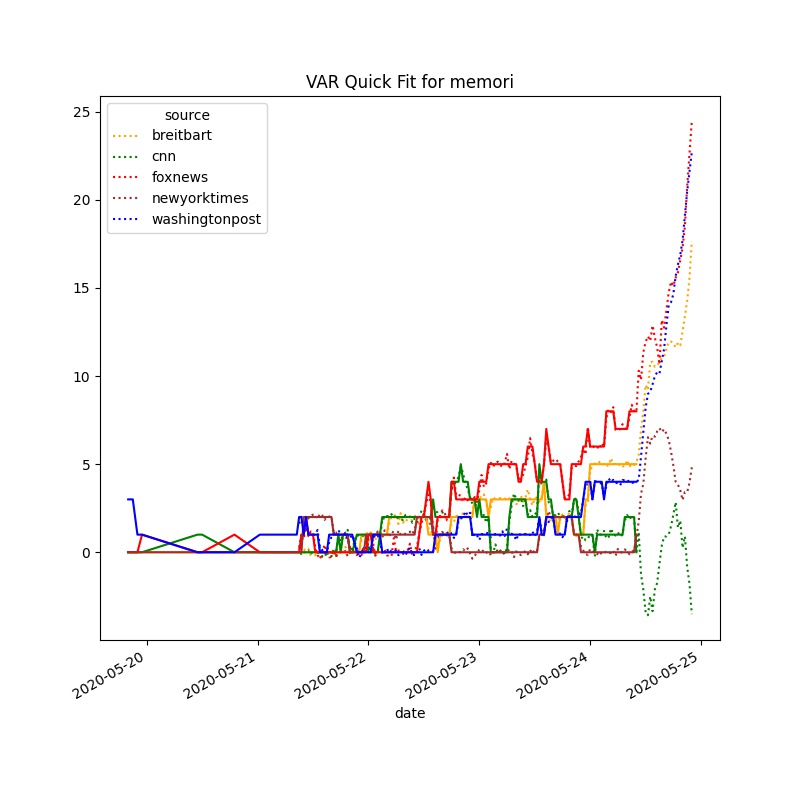 VAR Quick Fit for memori
source
breitbart
cnn
foxnews
newyorktimes
washingtonpost
25
20
15
10
5
0
2020-05-20
2020-05-21
2020-05-22
2020-05-23
2020-05-24
2020-05-25
date